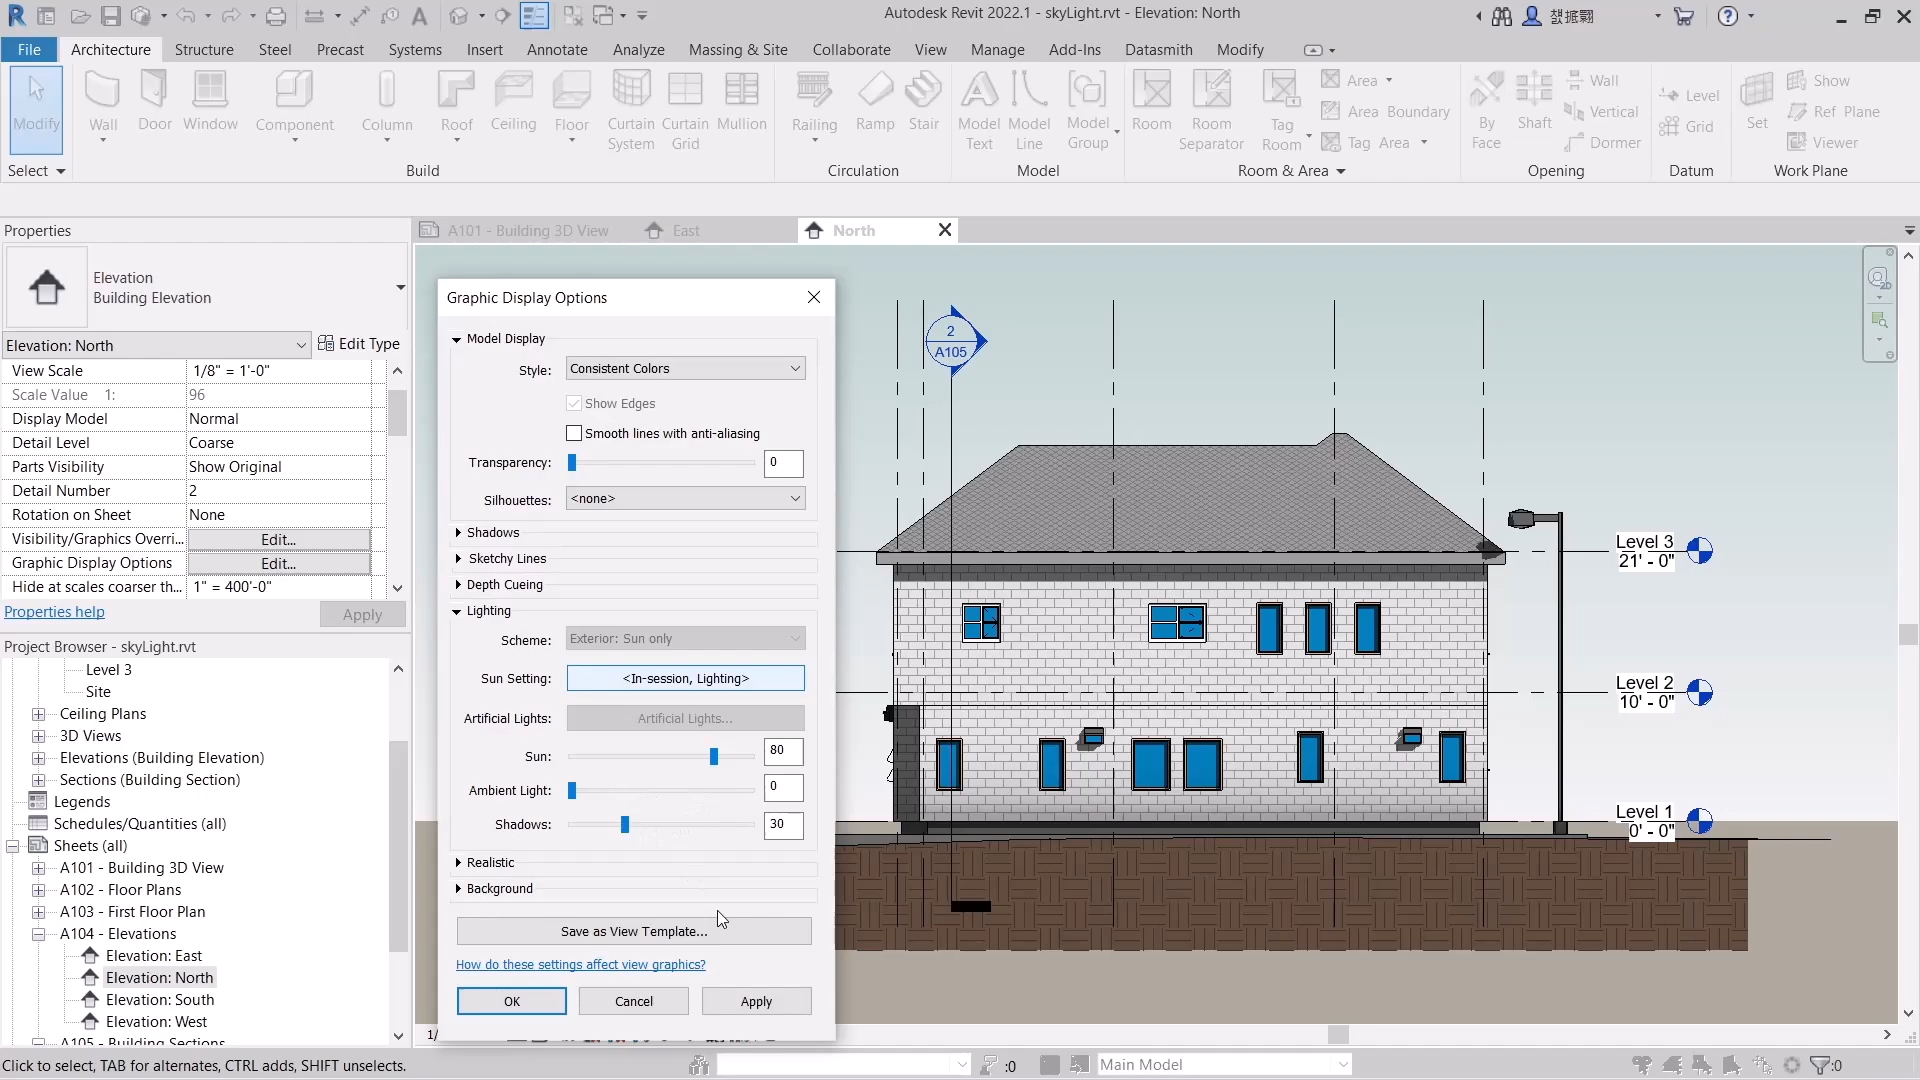 Autodesk Revit 2022.1 - skyLight.rvt - Elevation: North
File Architecture Structure Steel Precast Systems Insert Annotate Analyze Massing & Site Collaborate View Manage Add-Ins Datasmith Modify
Modify
Wall
Door
Window
Component
Column
Roof
Ceiling
Floor
Curtain System
Curtain Grid
Mullion
Railing
Ramp
Stair
Model Text
Model Line
Model Group
Room
Room Separator
Tag Room
Area
Area Boundary
Tag Area
By Face
Shaft
Wall
Vertical
Dormer
Level
Grid
Set
Show
Ref Plane
Viewer
Select
Build
Circulation
Model
Room & Area
Opening
Datum
Work Plane
Properties
A101 - Building 3D View
East
North
Elevation
Building Elevation
Elevation: North
Edit Type
View Scale 1/8" = 1'-0"
Scale Value 1: 96
Display Model Normal
Detail Level Coarse
Parts Visibility Show Original
Detail Number 2
Rotation on Sheet None
Visibility/Graphics Overri... Edit...
Graphic Display Options Edit...
Hide at scales coarser th... 1" = 400'-0"
Properties help
Apply
Project Browser - skyLight.rvt
Level 3
Site
Ceiling Plans
3D Views
Elevations (Building Elevation)
Sections (Building Section)
Legends
Schedules/Quantities (all)
Sheets (all)
A101 - Building 3D View
A102 - Floor Plans
A103 - First Floor Plan
A104 - Elevations
Elevation: East
Elevation: North
Elevation: South
Elevation: West
A105 - Building Sections
Graphic Display Options
Model Display
Style: Consistent Colors
Show Edges
Smooth lines with anti-aliasing
Transparency: 0
Silhouettes: <none>
Shadows
Sketchy Lines
Depth Cueing
Lighting
Scheme: Exterior: Sun only
Sun Setting: <In-session, Lighting>
Artificial Lights: Artificial Lights...
Sun: 80
Ambient Light: 0
Shadows: 30
Realistic
Background
Save as View Template...
How do these settings affect view graphics?
OK
Cancel
Apply
2
A105
Level 3
21' - 0"
Level 2
10' - 0"
Level 1
0' - 0"
Click to select, TAB for alternates, CTRL adds, SHIFT unselects.
:0
Main Model
:0